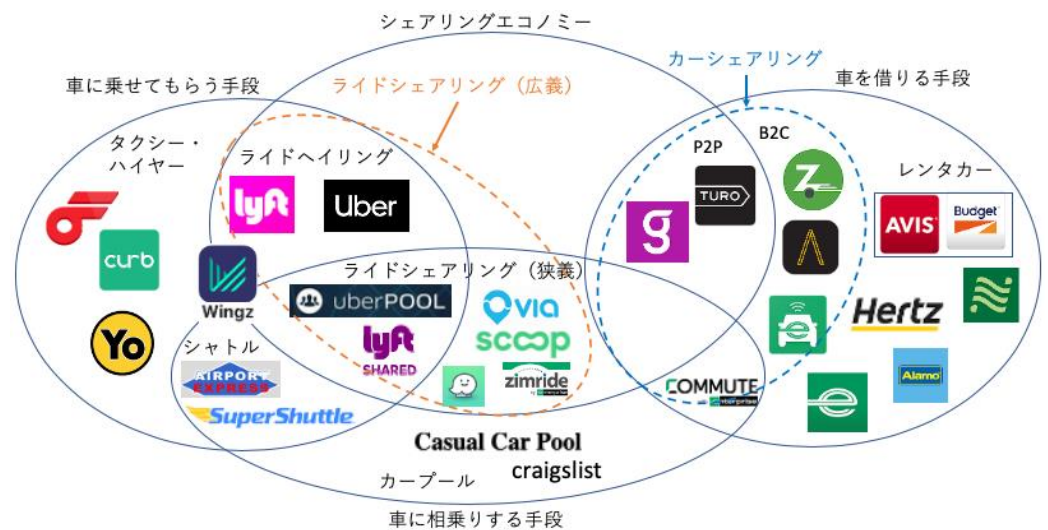 シェアリングエコノミー
カーシェアリング
車に乗せてもらう手段
ライドシェアリング（広義）
車を借りる手段
タクシー・
ハイヤー
ライドヘイリング
P2P
B2C
レンタカー
lyft
Uber
TURO
Z
g
AVIS
Budget
curb
Wingz
ライドシェアリング（狭義）
uberPOOL
via
Hertz
Yo
シャトル
lyft
SHARED
scoop
AIRPORT
EXPRESS
zimride
SuperShuttle
COMMUTE
enterprise
e
Alamo
e
Casual Car Pool
craigslist
カープール
車に相乗りする手段